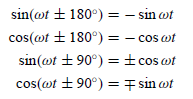 sin(ωt ± 180°) = − sin ωt
cos(ωt ± 180°) = − cos ωt
sin(ωt ± 90°) = ± cos ωt
cos(ωt ± 90°) = ∓ sin ωt